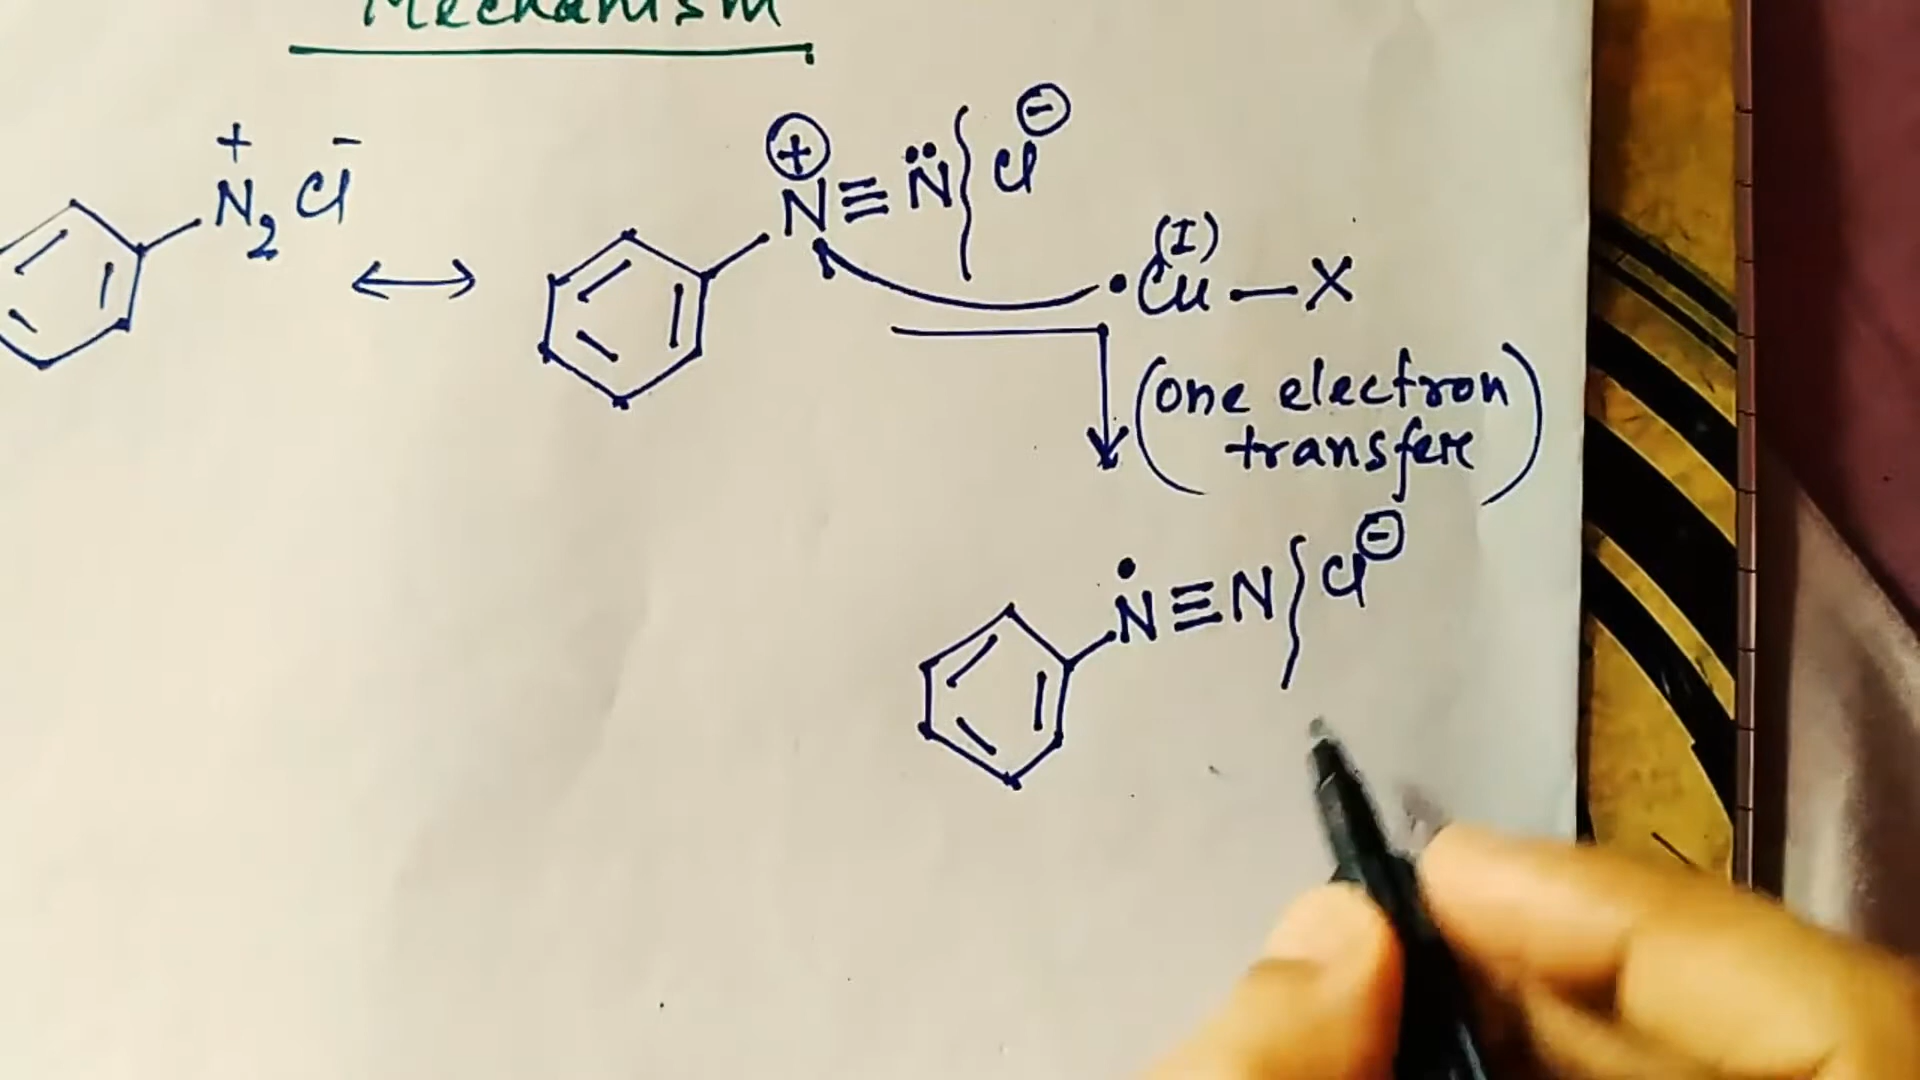 Mechanism
+ -
N2 Cl
⊕ ⊖
N≡N̈ Cl
(I)
·Cu—X
(one electron
transfere)
⊖
Ṅ≡N Cl